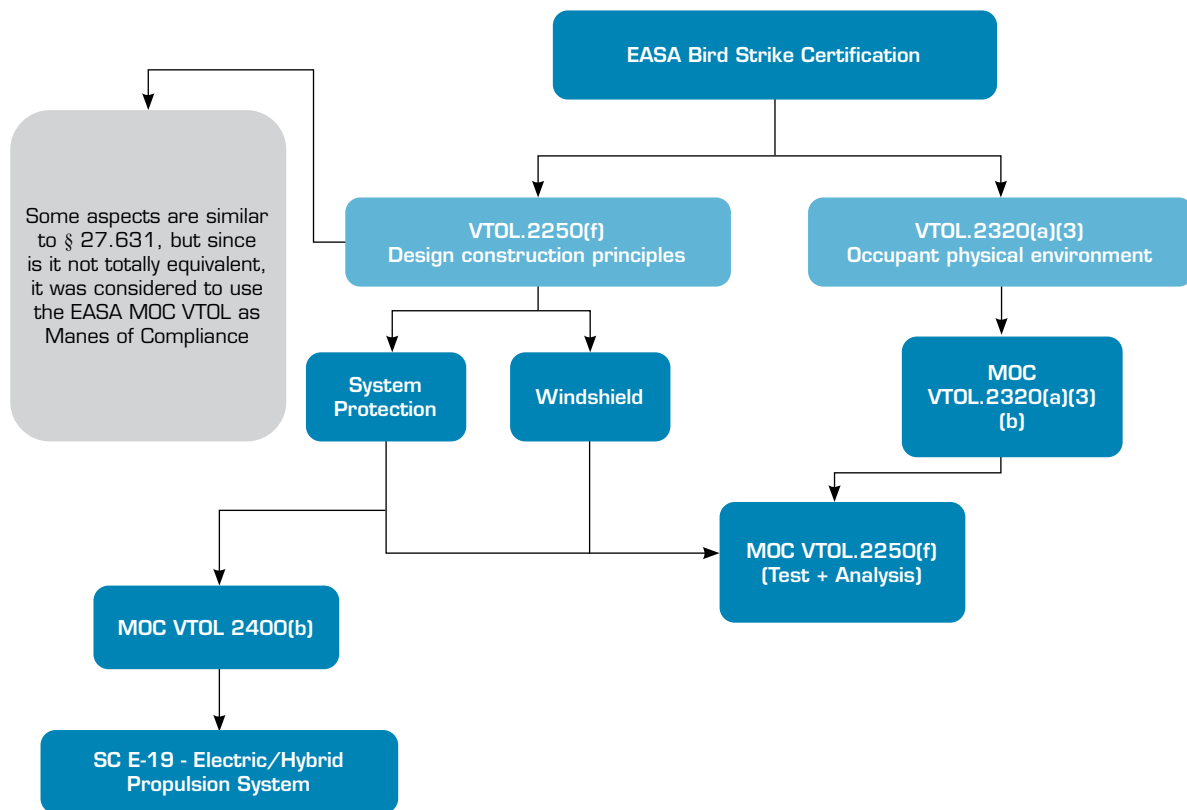 EASA Bird Strike Certification
Some aspects are similar
to § 27.631, but since
is it not totally equivalent,
it was considered to use
the EASA MOC VTOL as
Manes of Compliance
VTOL.2250(f)
Design construction principles
VTOL.2320(a)(3)
Occupant physical environment
System
Protection
Windshield
MOC
VTOL.2320(a)(3)
(b)
MOC VTOL.2250(f)
(Test + Analysis)
MOC VTOL 2400(b)
SC E-19 - Electric/Hybrid
Propulsion System